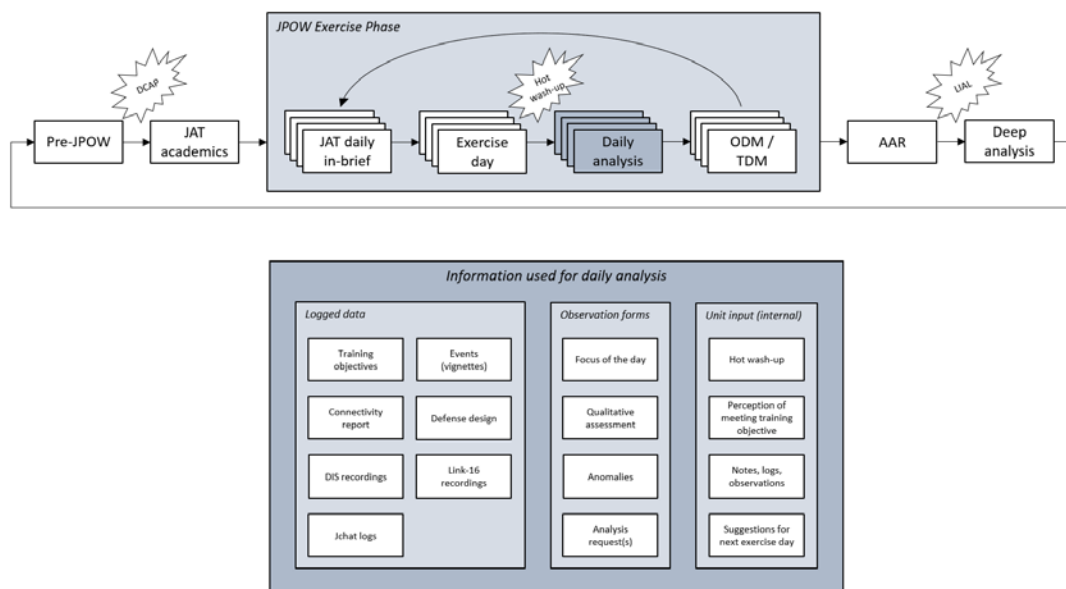 JPOW Exercise Phase
DCAP
Hot
wash-up
IJAL
Pre-JPOW
JAT
academics
JAT daily
in-brief
Exercise
day
Daily
analysis
ODM /
TDM
AAR
Deep
analysis
Information used for daily analysis
Logged data
Training
objectives
Events
(vignettes)
Connectivity
report
Defense design
DIS recordings
Link-16
recordings
Jchat logs
Observation forms
Focus of the day
Qualitative
assessment
Anomalies
Analysis
request(s)
Unit input (internal)
Hot wash-up
Perception of
meeting training
objective
Notes, logs,
observations
Suggestions for
next exercise day